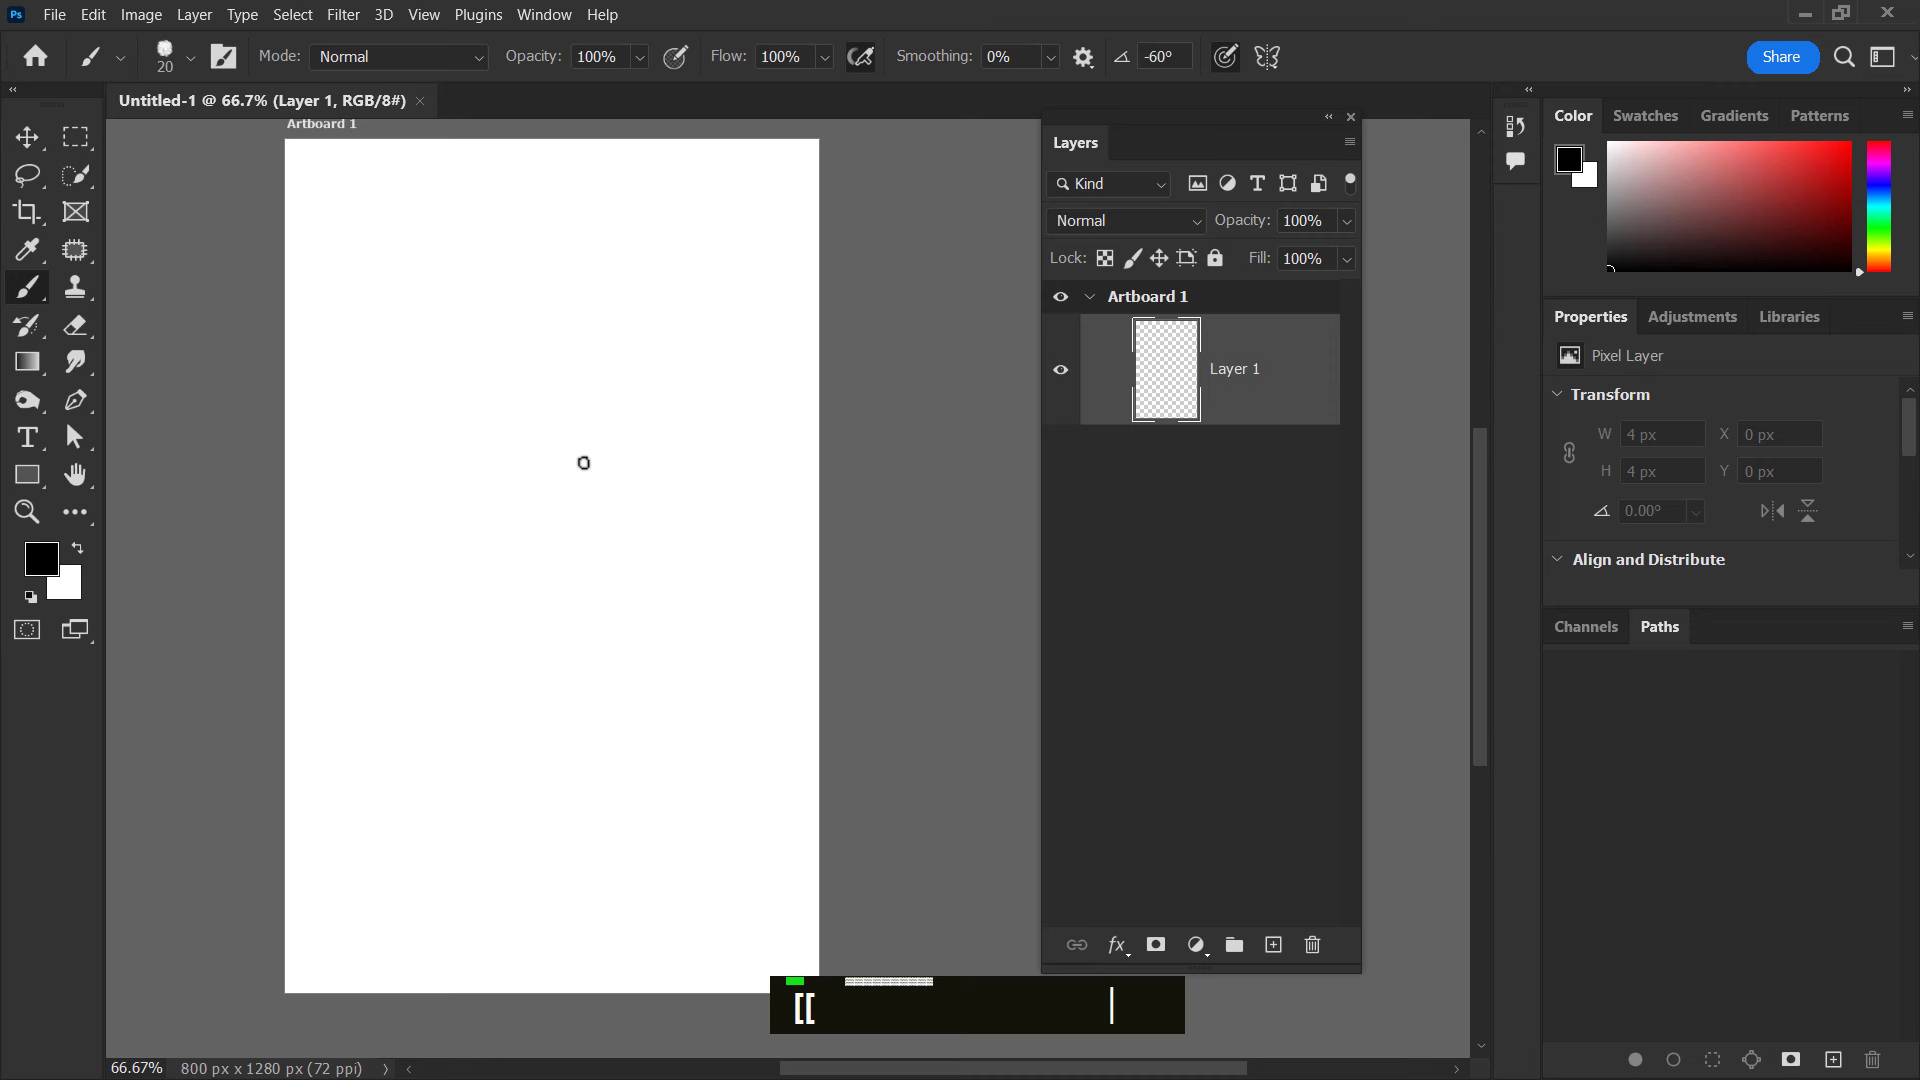 Ps File Edit Image Layer Type Select Filter 3D View Plugins Window Help
20 Mode: Normal Opacity: 100% Flow: 100% Smoothing: 0% -60° Share
Untitled-1 @ 66.7% (Layer 1, RGB/8#)
Artboard 1
Layers
Kind
Normal Opacity: 100%
Lock: Fill: 100%
Artboard 1
Layer 1
Color Swatches Gradients Patterns
Properties Adjustments Libraries
Pixel Layer
Transform
W 4 px X 0 px
H 4 px Y 0 px
0.00°
Align and Distribute
Channels Paths
[[
66.67% 800 px x 1280 px (72 ppi)